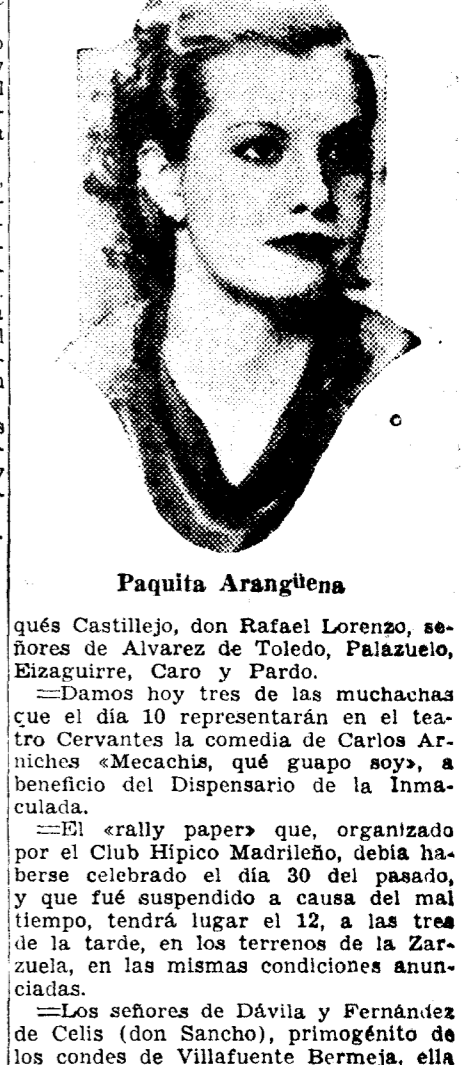 Paquita Arangüena
qués Castillejo, don Rafael Lorenzo, se-
ñores de Alvarez de Toledo, Palazuelo,
Eizaguirre, Caro y Pardo.
=Damos hoy tres de las muchachas
que el día 10 representarán en el tea-
tro Cervantes la comedia de Carlos Ar-
niches «Mecachis, qué guapo soy», a
beneficio del Dispensario de la Inma-
culada.
=El «rally paper» que, organizado
por el Club Hípico Madrileño, debía ha-
berse celebrado el día 30 del pasado,
y que fué suspendido a causa del mal
tiempo, tendrá lugar el 12, a las tres
de la tarde, en los terrenos de la Zar-
zuela, en las mismas condiciones anun-
ciadas.
=Los señores de Dávila y Fernández
de Celis (don Sancho), primogénito de
los condes de Villafuente Bermeja, ella